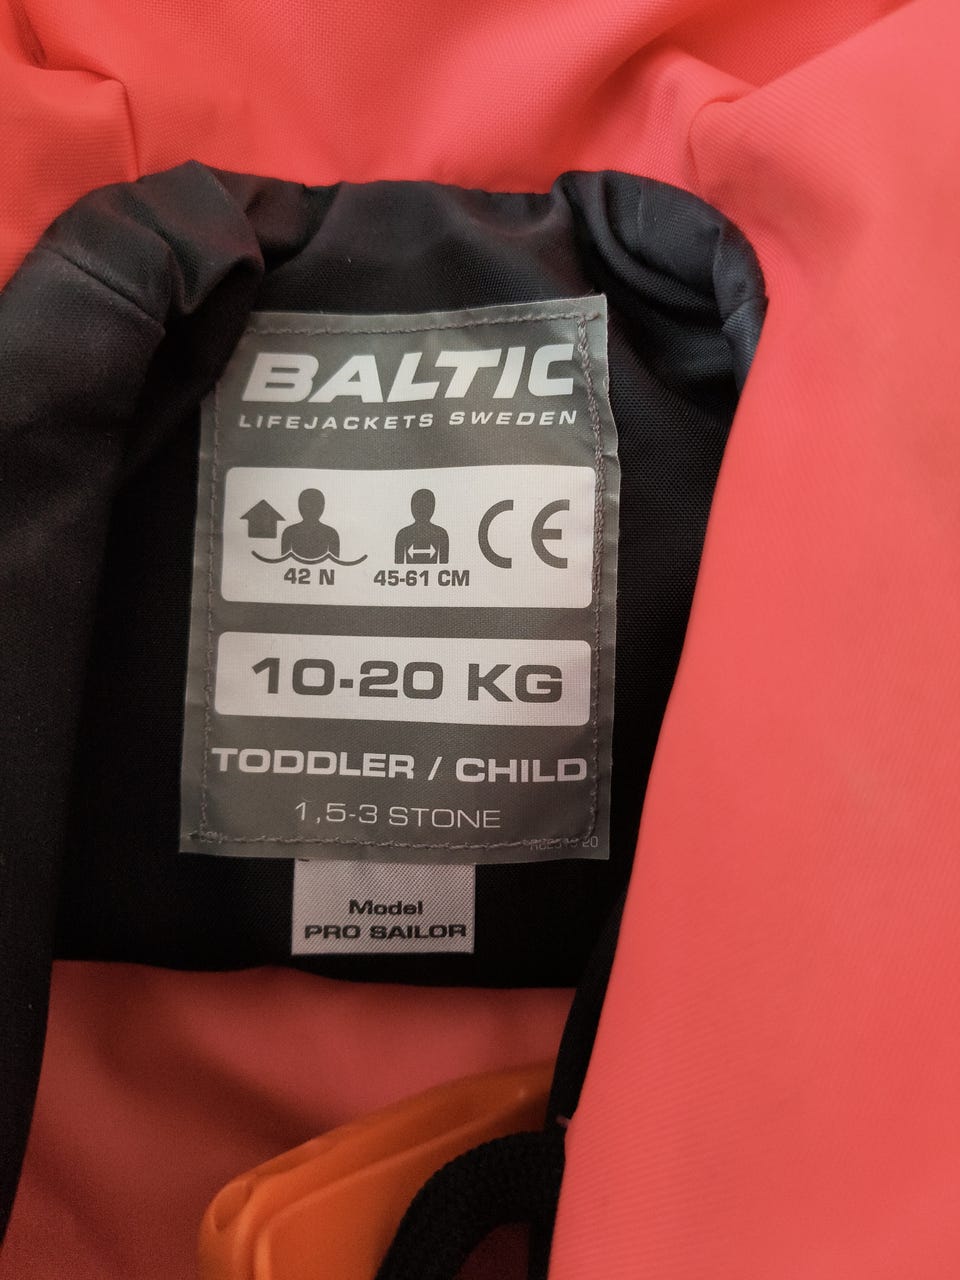 BALTIC
LIFEJACKETS SWEDEN
42 N 45-61 CM CE
10-20 KG
TODDLER / CHILD
1,5-3 STONE
Model
PRO SAILOR